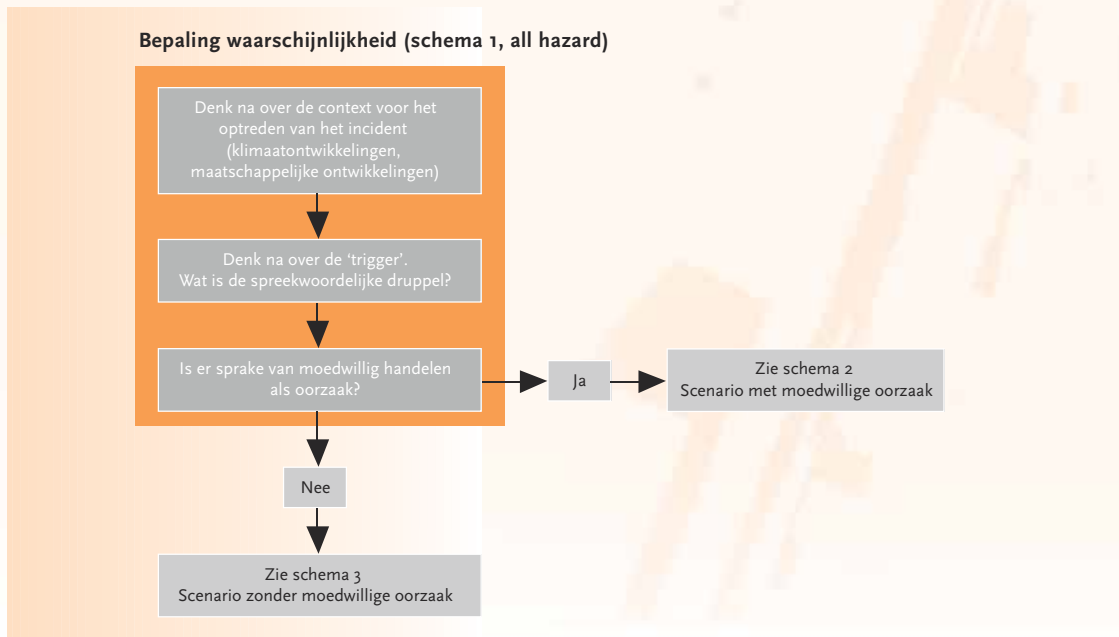 Bepaling waarschijnlijkheid (schema 1, all hazard)
Denk na over de context voor het
optreden van het incident
(klimaatontwikkelingen,
maatschappelijke ontwikkelingen)
Denk na over de ‘trigger’.
Wat is de spreekwoordelijke druppel?
Is er sprake van moedwillig handelen
als oorzaak?
Ja
Zie schema 2
Scenario met moedwillige oorzaak
Nee
Zie schema 3
Scenario zonder moedwillige oorzaak